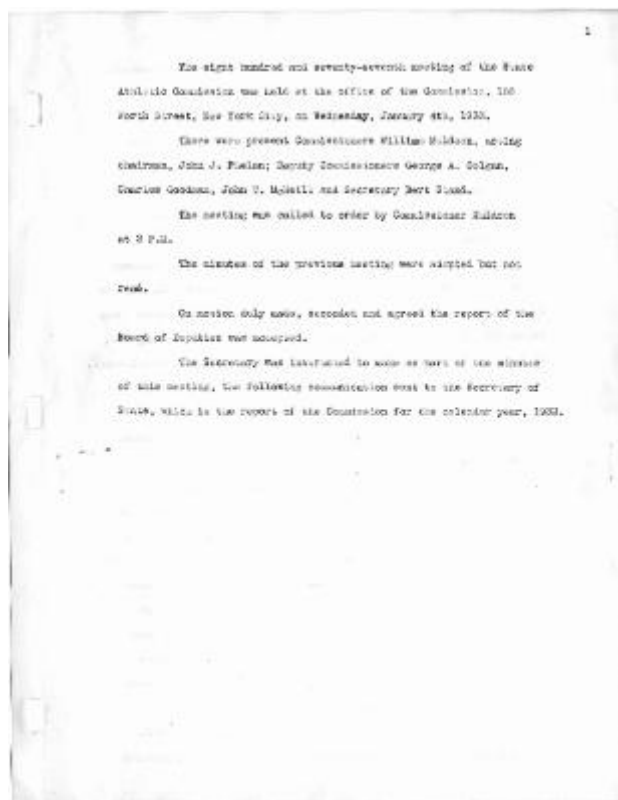 1
The eight hundred and seventy-seventh meeting of the State
Athletic Commission was held at the office of the Commission,
Worth Street, New York City, on Wednesday, January 4th, 1933.
There were present Commissioners William Muldoon, acting
chairman, John J. Phelan; Deputy Commissioners George A. Colgan,
Charles Goodman, John and Secretary Bert Stand.
The meeting was called to order by Commissioner Muldoon
at 2 P.M.
The minutes of the previous meeting were adopted but not
read.
On motion duly made, seconded and agreed the report of the
Board of Deputies was accepted.
The Secretary was instructed to make as part of the minutes
of this meeting, the following communication sent to the Secretary of
State, which is the report of the Commission for the calendar year,